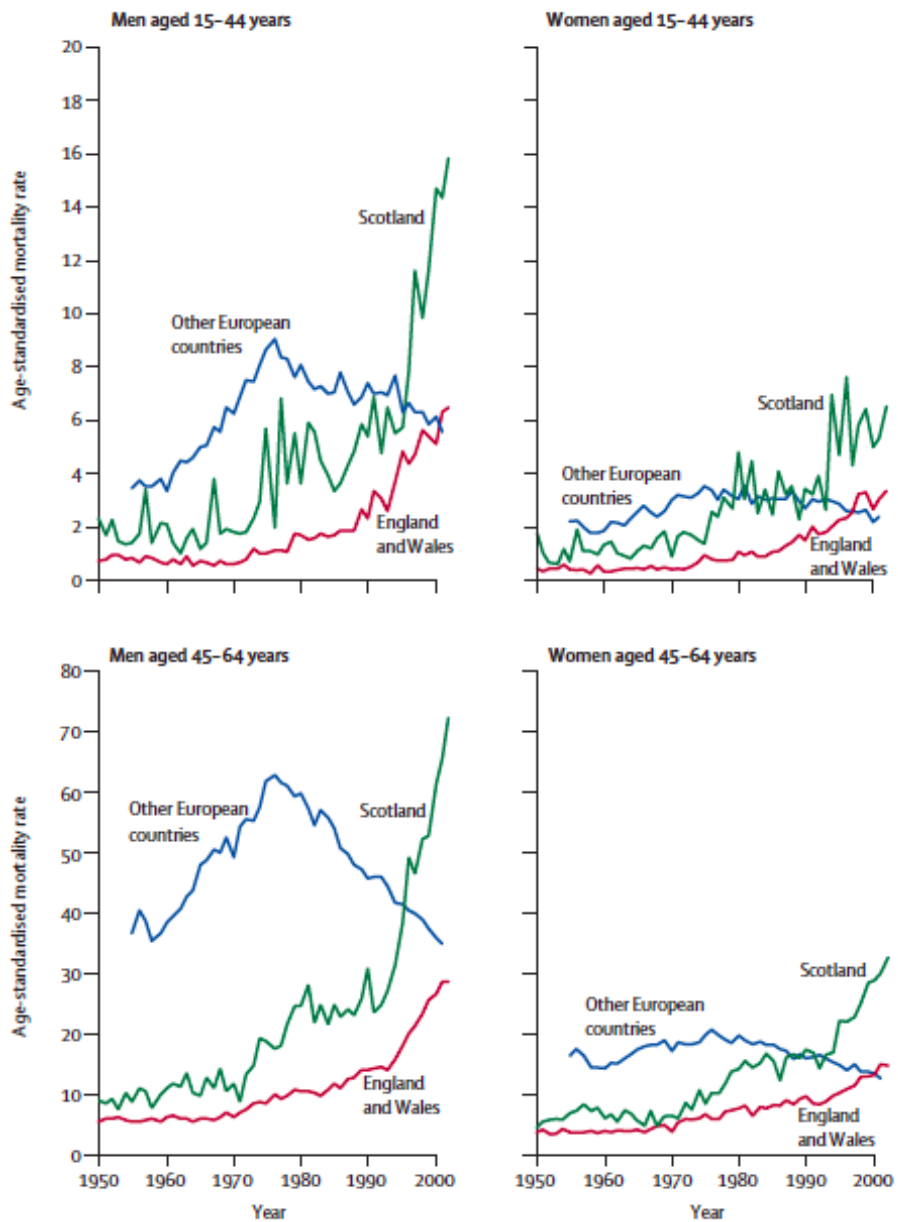 Men aged 15–44 years
Women aged 15–44 years
Age-standardised mortality rate
20
18
16
14
12
10
8
6
4
2
0
Scotland
Other European
countries
England
and Wales
Scotland
Other European
countries
England
and Wales
Men aged 45–64 years
Women aged 45–64 years
Age-standardised mortality rate
80
70
60
50
40
30
20
10
0
Other European
countries
Scotland
England
and Wales
Scotland
Other European
countries
England
and Wales
1950 1960 1970 1980 1990 2000
Year
1950 1960 1970 1980 1990 2000
Year